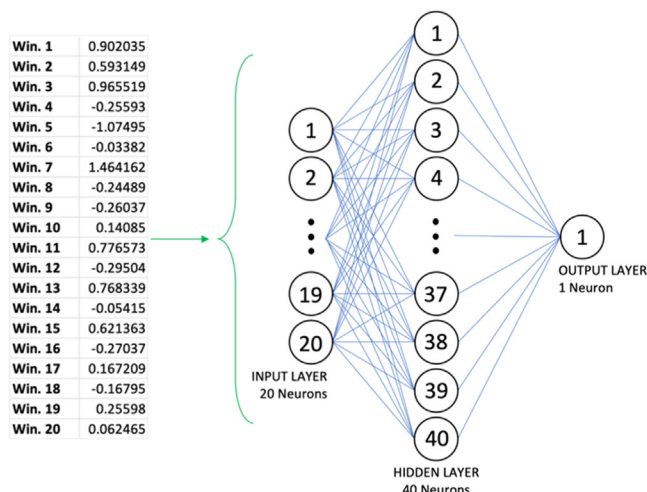 Win. 1 0.902035
Win. 2 0.593149
Win. 3 0.965519
Win. 4 -0.25593
Win. 5 -1.07495
Win. 6 -0.03382
Win. 7 1.464162
Win. 8 -0.24489
Win. 9 -0.26037
Win. 10 0.14085
Win. 11 0.776573
Win. 12 -0.29504
Win. 13 0.768339
Win. 14 -0.05415
Win. 15 0.621363
Win. 16 -0.27037
Win. 17 0.167209
Win. 18 -0.16795
Win. 19 0.25598
Win. 20 0.062465
1
2
19
20
INPUT LAYER
20 Neurons
1
2
3
4
37
38
39
40
HIDDEN LAYER
40 Neurons
1
OUTPUT LAYER
1 Neuron